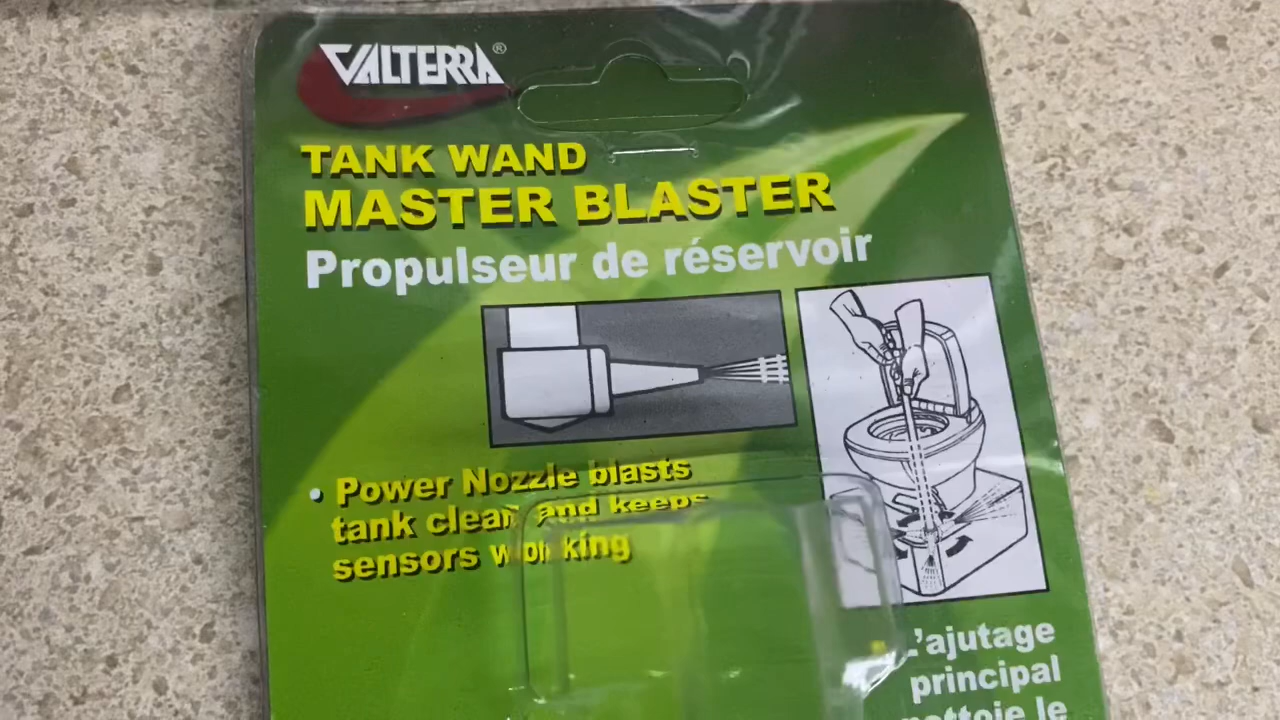 VALTERRA®
TANK WAND
MASTER BLASTER
Propulseur de réservoir
• Power Nozzle blasts
tank clean and keeps
sensors working
L'ajutage
principal
nettoie le